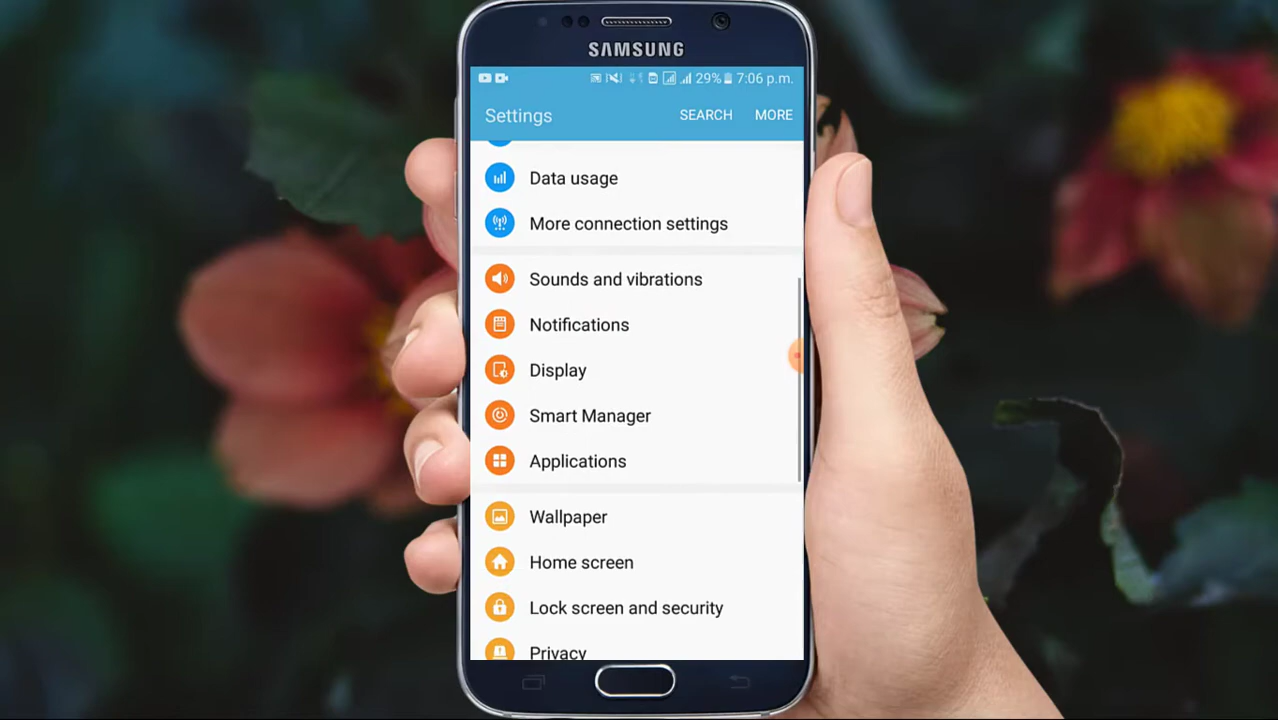 SAMSUNG
29% 7:06 p.m.
Settings SEARCH MORE
Data usage
More connection settings
Sounds and vibrations
Notifications
Display
Smart Manager
Applications
Wallpaper
Home screen
Lock screen and security
Privacy